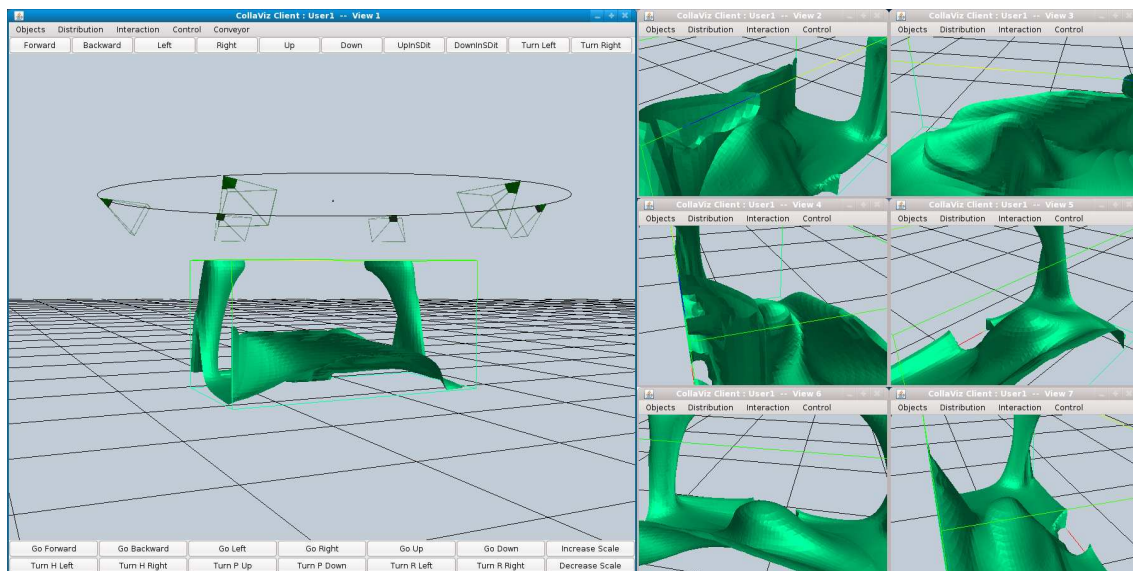 CollaViz Client : User1 -- View 1
Objects Distribution Interaction Control Conveyor
Forward Backward Left Right Up Down UpInSDit DownInSDit Turn Left Turn Right
Go Forward Go Backward Go Left Go Right Go Up Go Down Increase Scale
Turn H Left Turn H Right Turn P Up Turn P Down Turn R Left Turn R Right Decrease Scale
CollaViz Client : User1 -- View 2
Objects Distribution Interaction Control
CollaViz Client : User1 -- View 3
Objects Distribution Interaction Control
CollaViz Client : User1 -- View 4
Objects Distribution Interaction Control
CollaViz Client : User1 -- View 5
Objects Distribution Interaction Control
CollaViz Client : User1 -- View 6
Objects Distribution Interaction Control
CollaViz Client : User1 -- View 7
Objects Distribution Interaction Control